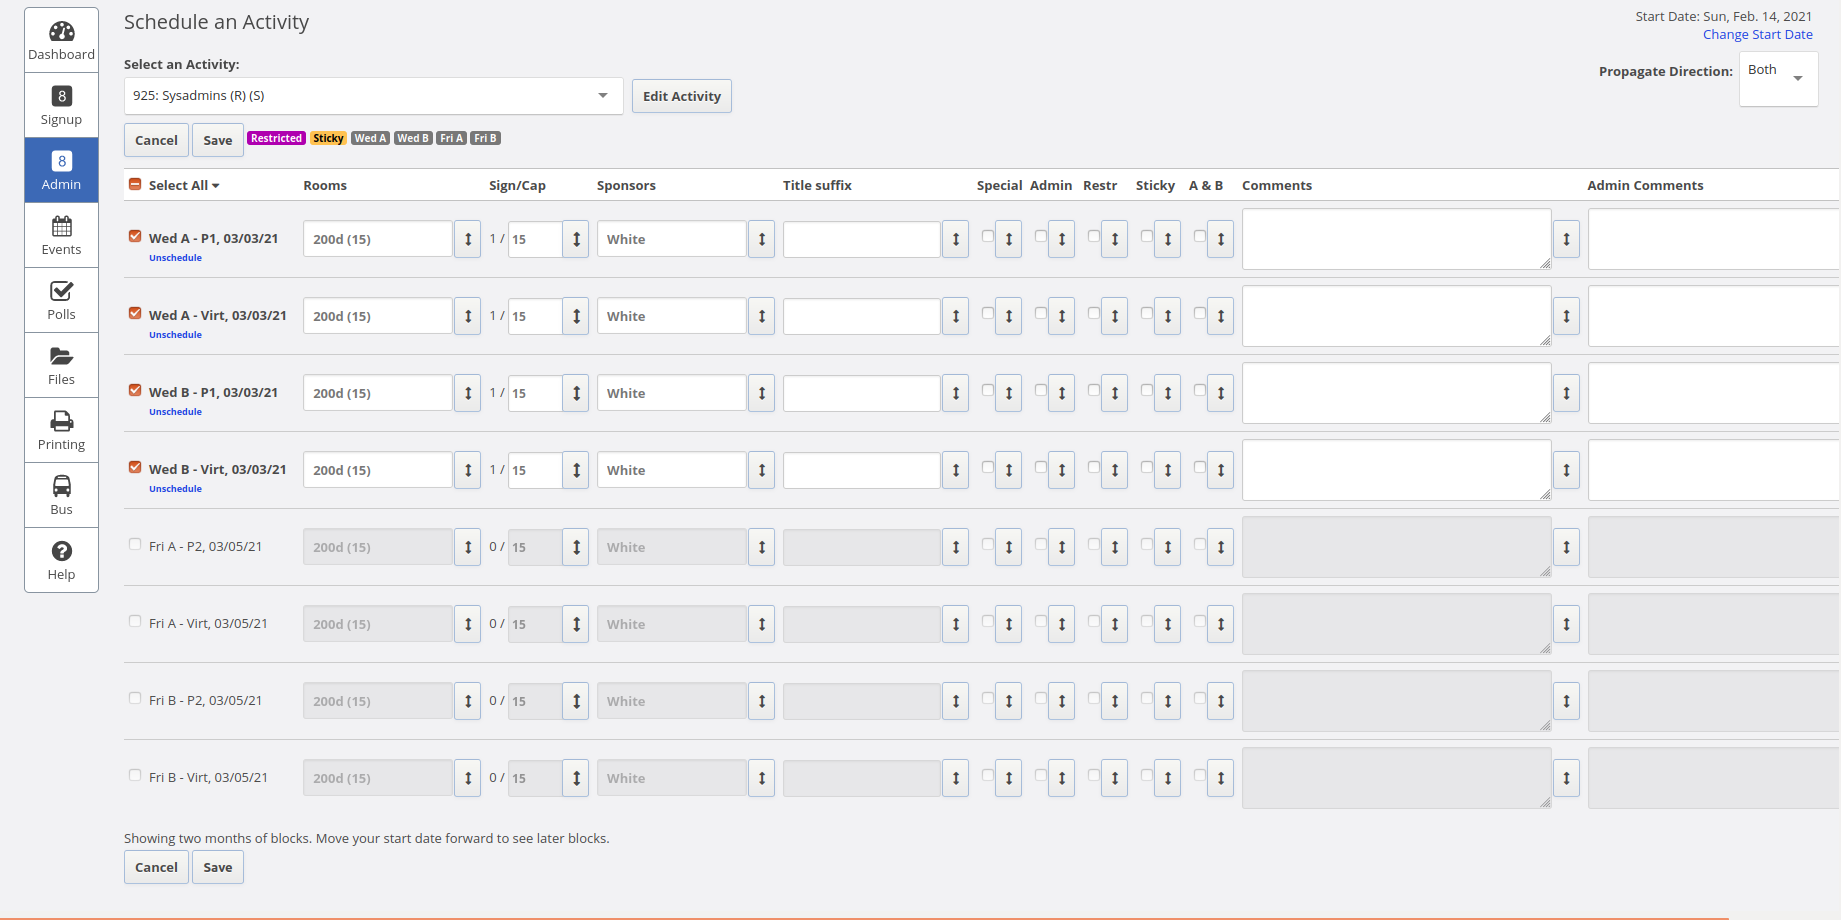 Dashboard
8
Signup
8
Admin
Events
Polls
Files
Printing
Bus
Help
Schedule an Activity
Start Date: Sun, Feb. 14, 2021
Change Start Date
Select an Activity:
925: Sysadmins (R) (S)
Edit Activity
Propagate Direction:
Both
Cancel Save Restricted Sticky Wed A Wed B Fri A Fri B
Select All Rooms Sign/Cap Sponsors Title suffix Special Admin Restr Sticky A & B Comments Admin Comments
Wed A - P1, 03/03/21 200d (15) 1 / 15 White
Unschedule
Wed A - Virt, 03/03/21 200d (15) 1 / 15 White
Unschedule
Wed B - P1, 03/03/21 200d (15) 1 / 15 White
Unschedule
Wed B - Virt, 03/03/21 200d (15) 1 / 15 White
Unschedule
Fri A - P2, 03/05/21 200d (15) 0 / 15 White
Fri A - Virt, 03/05/21 200d (15) 0 / 15 White
Fri B - P2, 03/05/21 200d (15) 0 / 15 White
Fri B - Virt, 03/05/21 200d (15) 0 / 15 White
Showing two months of blocks. Move your start date forward to see later blocks.
Cancel Save